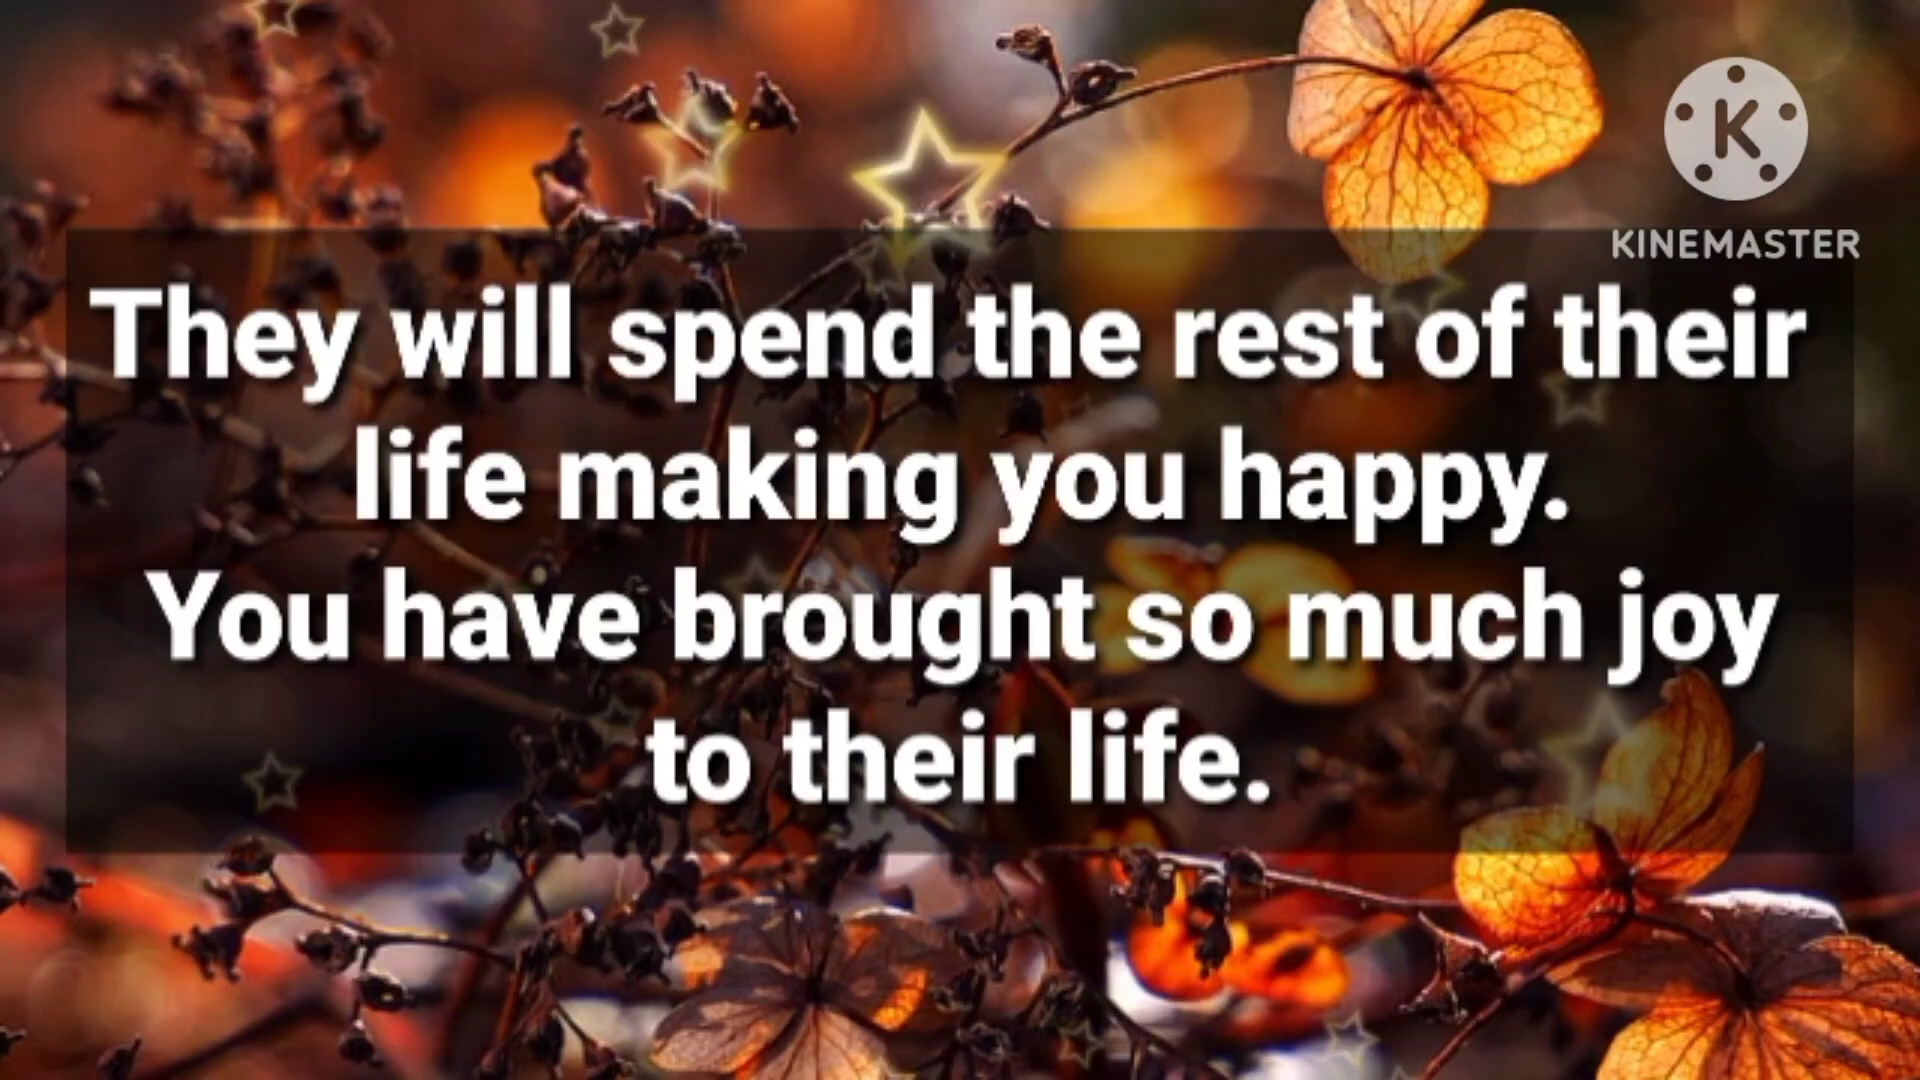 K
KINEMASTER
They will spend the rest of their
life making you happy.
You have brought so much joy
to their life.